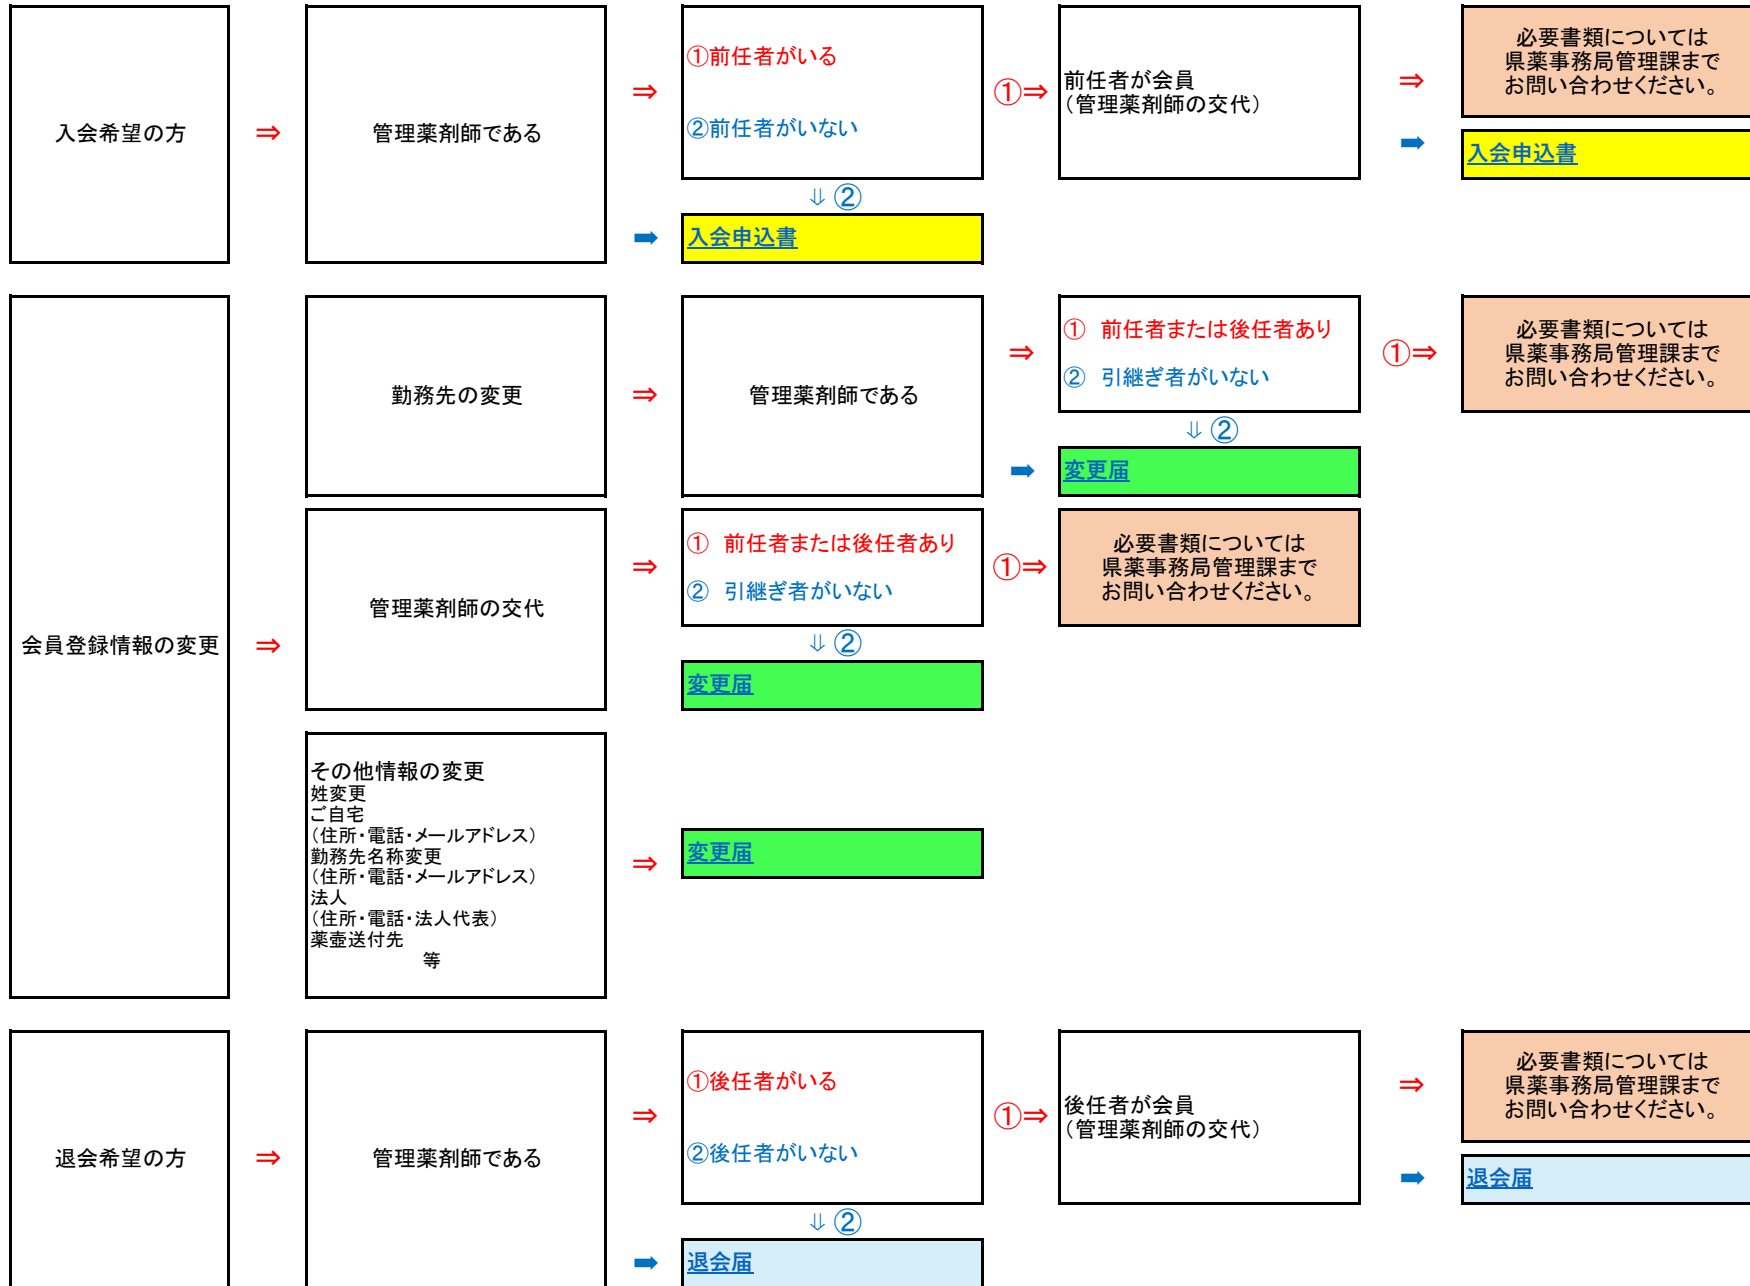 入会希望の方
⇒
管理薬剤師である
⇒
①前任者がいる
②前任者がいない
①⇒
前任者が会員
（管理薬剤師の交代）
⇒
必要書類については
県薬事務局管理課まで
お問い合わせください。
➡
入会申込書
⇓ ②
➡
入会申込書
会員登録情報の変更
⇒
勤務先の変更
⇒
管理薬剤師である
⇒
① 前任者または後任者あり
② 引継ぎ者がいない
①⇒
必要書類については
県薬事務局管理課まで
お問い合わせください。
⇓ ②
➡
変更届
管理薬剤師の交代
⇒
① 前任者または後任者あり
② 引継ぎ者がいない
①⇒
必要書類については
県薬事務局管理課まで
お問い合わせください。
⇓ ②
変更届
その他情報の変更
姓変更
ご自宅
（住所・電話・メールアドレス）
勤務先名称変更
（住所・電話・メールアドレス）
法人
（住所・電話・法人代表）
薬壷送付先
等
⇒
変更届
退会希望の方
⇒
管理薬剤師である
⇒
①後任者がいる
②後任者がいない
①⇒
後任者が会員
（管理薬剤師の交代）
⇒
必要書類については
県薬事務局管理課まで
お問い合わせください。
➡
退会届
⇓ ②
➡
退会届